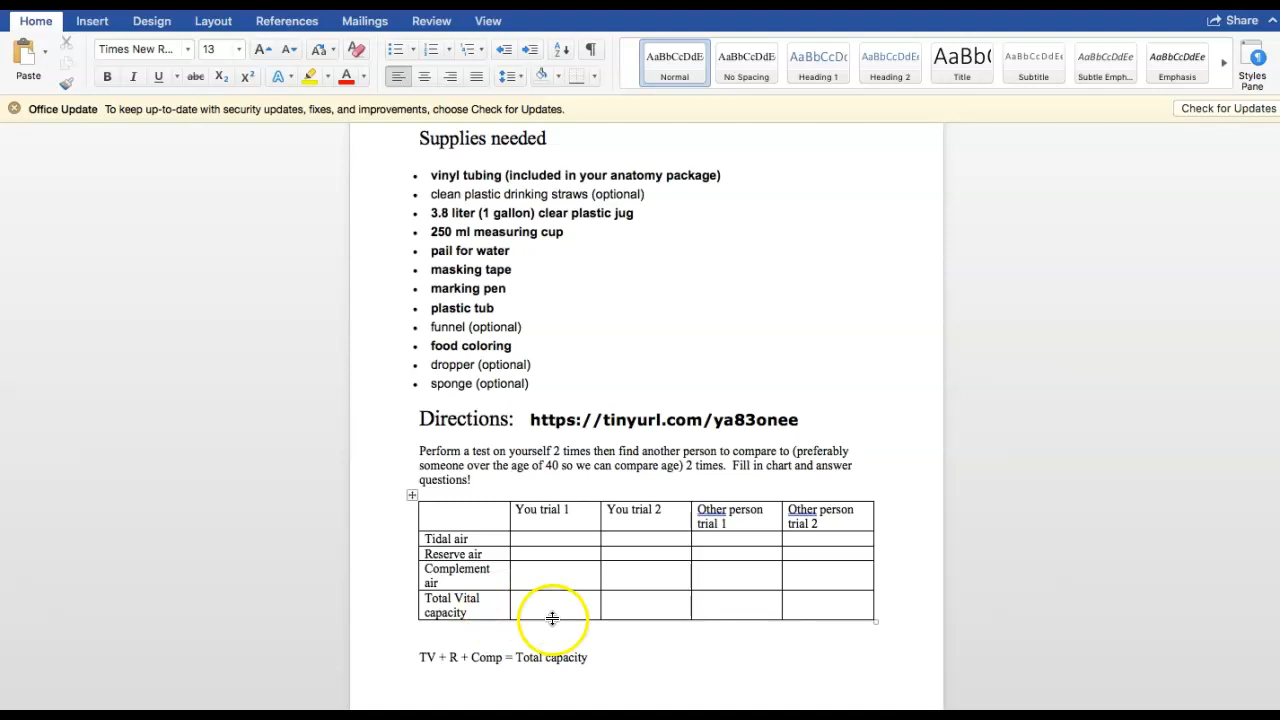 Home Insert Design Layout References Mailings Review View Share
Times New R... 13
Paste
AaBbCcDdE AaBbCcDdE AaBbCcDd AaBbCcDdE AaBb( AaBbCcDdE AaBbCcDdE AaBbCcDdE
Normal No Spacing Heading 1 Heading 2 Title Subtitle Subtle Emph... Emphasis Styles Pane
Office Update To keep up-to-date with security updates, fixes, and improvements, choose Check for Updates. Check for Updates
Supplies needed
• vinyl tubing (included in your anatomy package)
• clean plastic drinking straws (optional)
• 3.8 liter (1 gallon) clear plastic jug
• 250 ml measuring cup
• pail for water
• masking tape
• marking pen
• plastic tub
• funnel (optional)
• food coloring
• dropper (optional)
• sponge (optional)
Directions: https://tinyurl.com/ya83onee
Perform a test on yourself 2 times then find another person to compare to (preferably
someone over the age of 40 so we can compare age) 2 times. Fill in chart and answer
questions!
You trial 1 You trial 2 Other person trial 1 Other person trial 2
Tidal air
Reserve air
Complement
air
Total Vital
capacity
TV + R + Comp = Total capacity